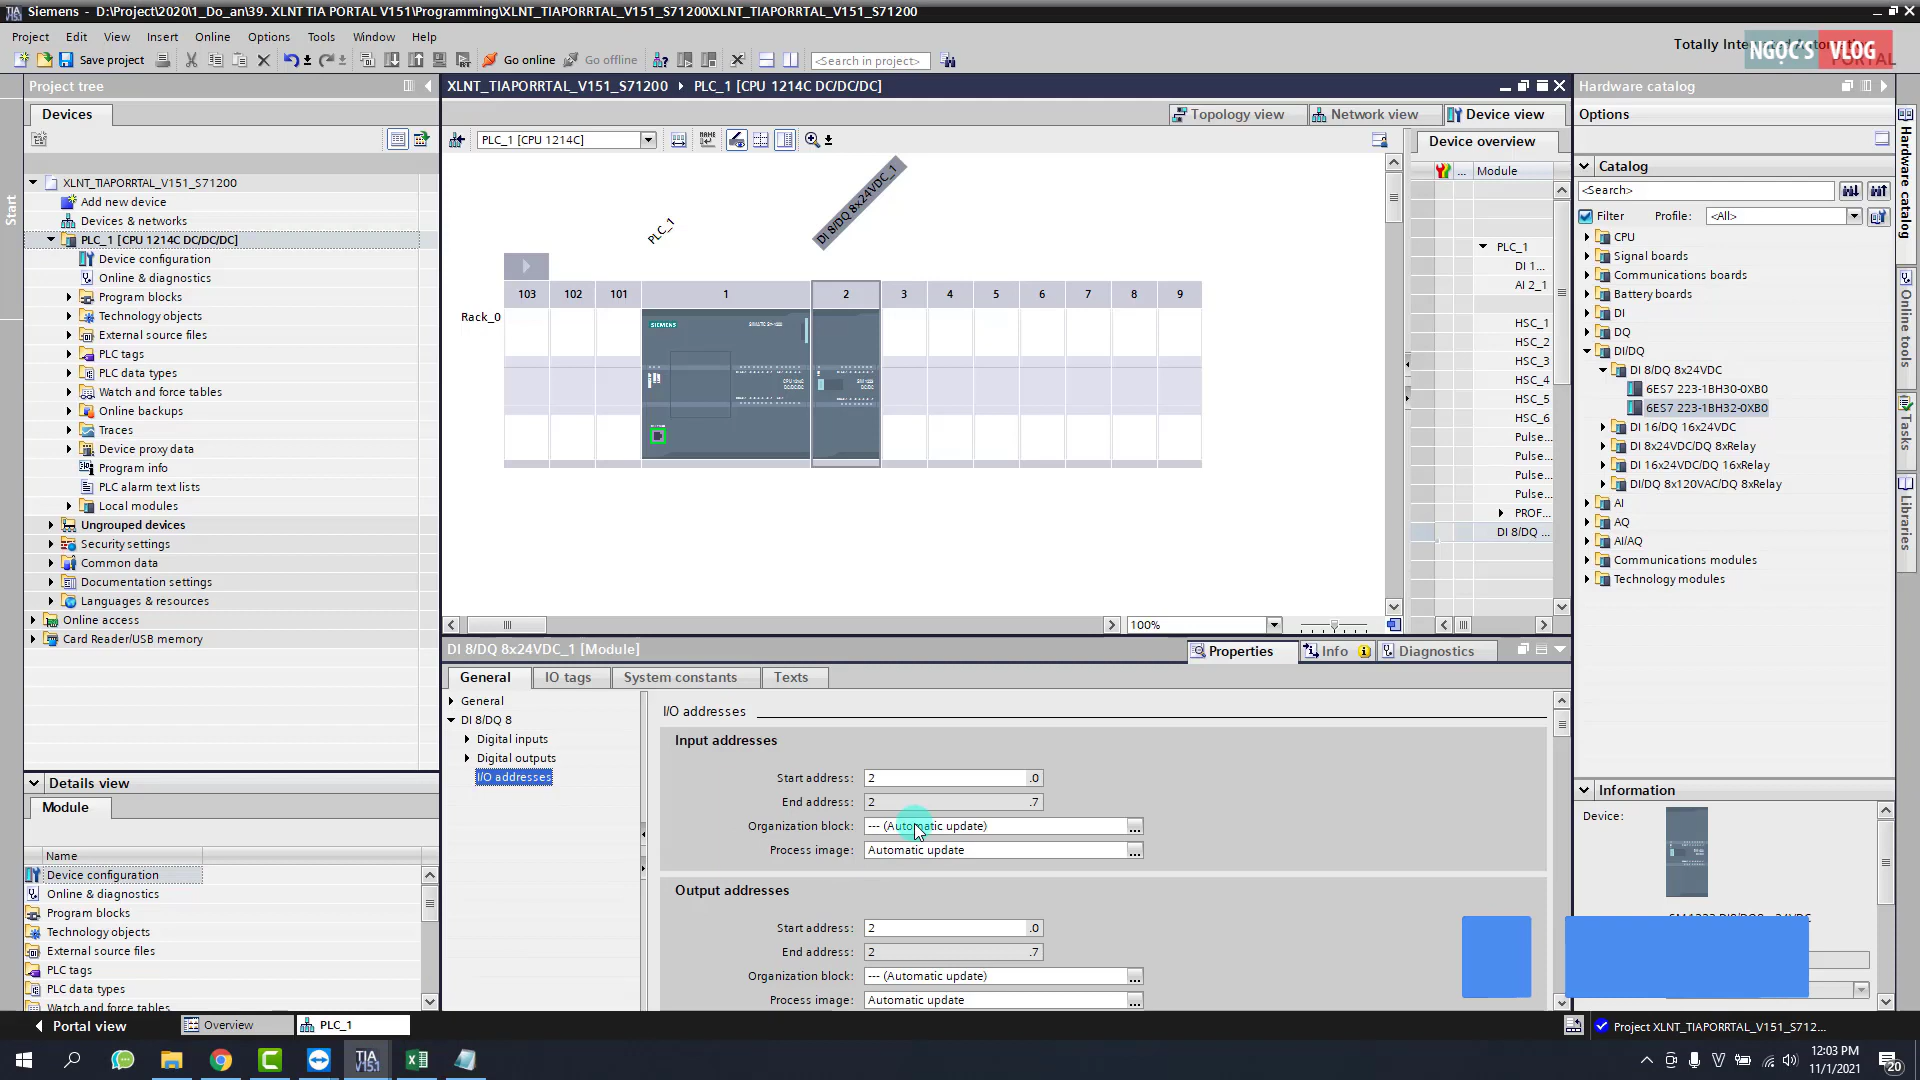 Siemens - D:\Project\2020\1_Do_an\39. XLNT TIA PORTAL V151\Programming\XLNT_TIAPORRTAL_V151_S71200\XLNT_TIAPORRTAL_V151_S71200
Project Edit View Insert Online Options Tools Window Help
Save project Go online Go offline <Search in project>
NGỌC'S VLOG
Project tree
Devices
Start
XLNT_TIAPORRTAL_V151_S71200
Add new device
Devices & networks
PLC_1 [CPU 1214C DC/DC/DC]
Device configuration
Online & diagnostics
Program blocks
Technology objects
External source files
PLC tags
PLC data types
Watch and force tables
Online backups
Traces
Device proxy data
Program info
PLC alarm text lists
Local modules
Ungrouped devices
Security settings
Common data
Documentation settings
Languages & resources
Online access
Card Reader/USB memory
Details view
Module
Name
Device configuration
Online & diagnostics
Program blocks
Technology objects
External source files
PLC tags
PLC data types
Watch and force tables
XLNT_TIAPORRTAL_V151_S71200 PLC_1 [CPU 1214C DC/DC/DC]
Topology view Network view Device view
PLC_1 [CPU 1214C]
PLC_1
DI 8/DQ 8x24VDC_1
103 102 101 1 2 3 4 5 6 7 8 9
Rack_0
SIEMENS
100%
Device overview
... Module
PLC_1
DI 1...
AI 2_1
HSC_1
HSC_2
HSC_3
HSC_4
HSC_5
HSC_6
Pulse...
Pulse...
Pulse...
Pulse...
PROF...
DI 8/DQ ...
DI 8/DQ 8x24VDC_1 [Module]
Properties Info Diagnostics
General IO tags System constants Texts
General
DI 8/DQ 8
Digital inputs
Digital outputs
I/O addresses
I/O addresses
Input addresses
Start address: 2 .0
End address: 2 .7
Organization block: --- (Automatic update) ...
Process image: Automatic update ...
Output addresses
Start address: 2 .0
End address: 2 .7
Organization block: --- (Automatic update) ...
Process image: Automatic update ...
Hardware catalog
Options
Catalog
<Search>
Filter Profile: <All>
CPU
Signal boards
Communications boards
Battery boards
DI
DQ
DI/DQ
DI 8/DQ 8x24VDC
6ES7 223-1BH30-0XB0
6ES7 223-1BH32-0XB0
DI 16/DQ 16x24VDC
DI 8x24VDC/DQ 8xRelay
DI 16x24VDC/DQ 16xRelay
DI/DQ 8x120VAC/DQ 8xRelay
AI
AQ
AI/AQ
Communications modules
Technology modules
Information
Device:
Hardware catalog
Online tools
Tasks
Libraries
Portal view Overview PLC_1
Project XLNT_TIAPORRTAL_V151_S712...
TIA V15.1
12:03 PM
11/1/2021
20